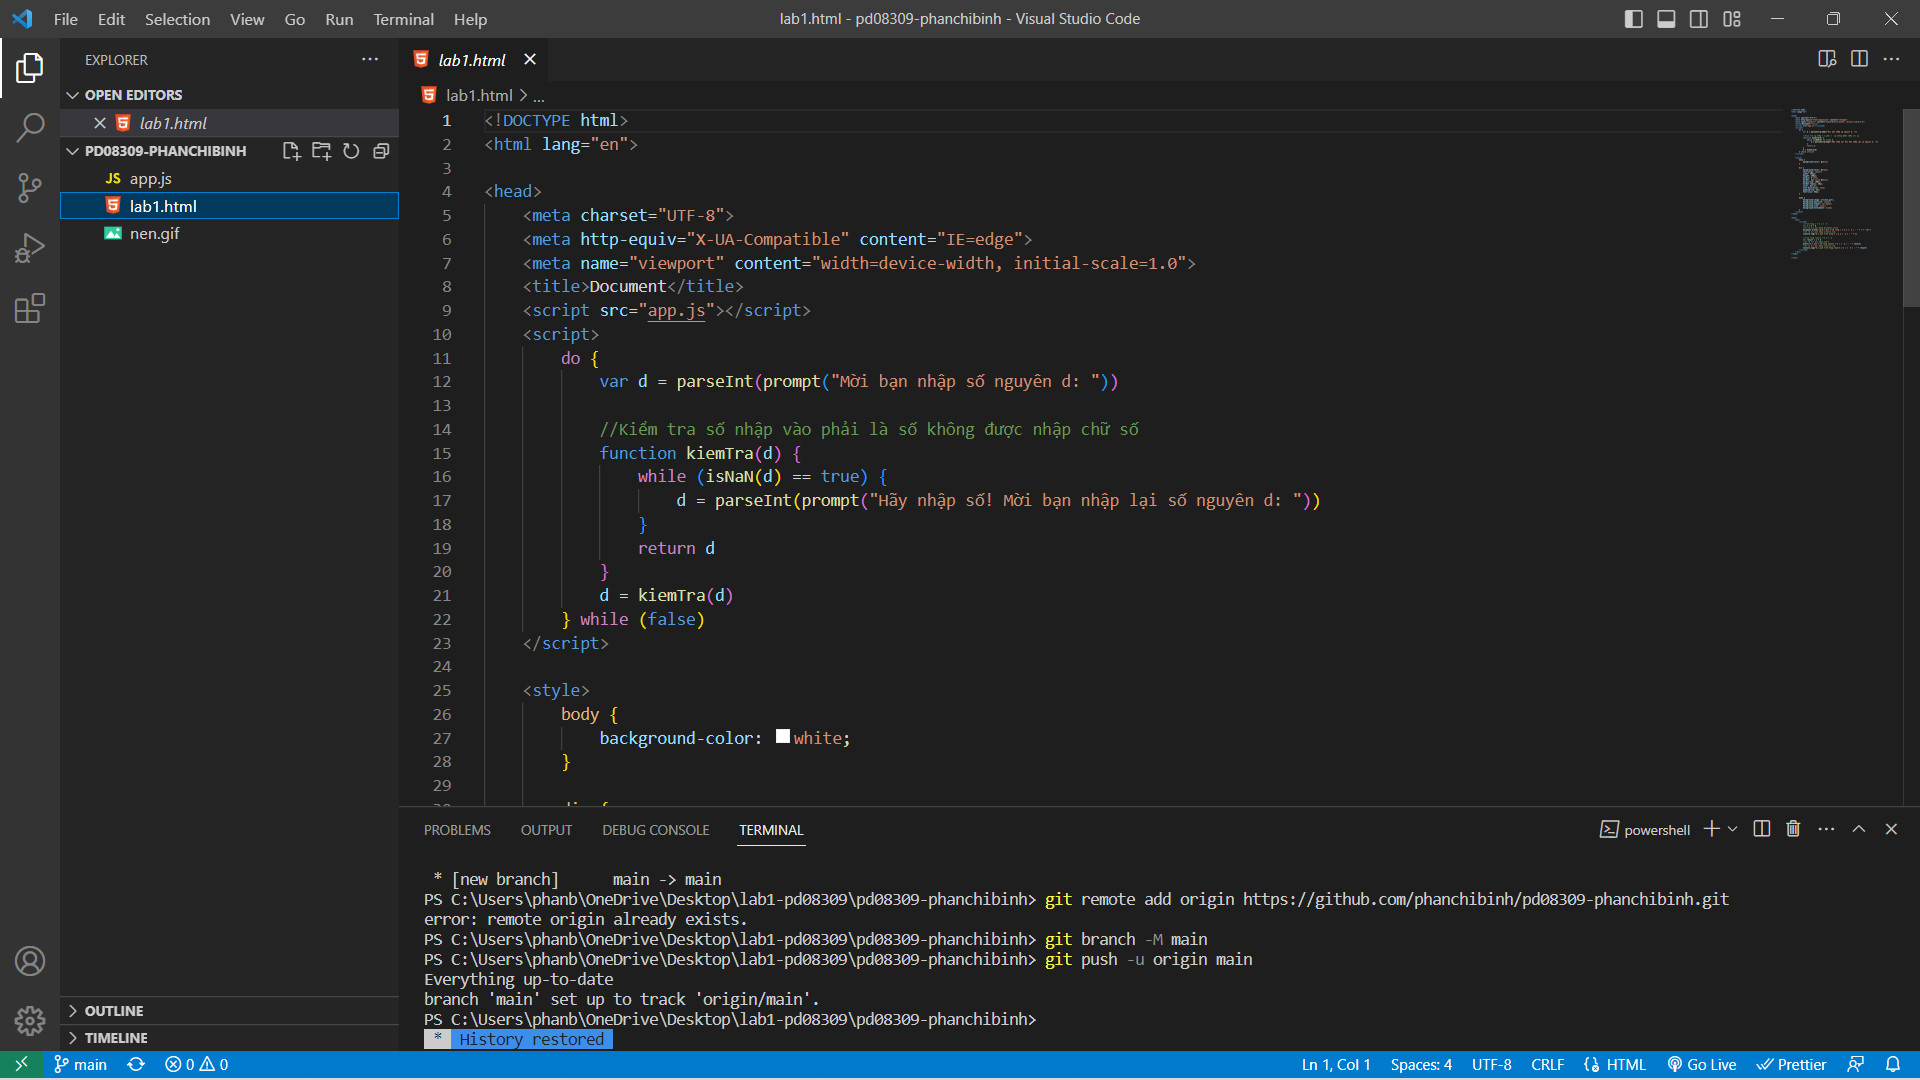 File Edit Selection View Go Run Terminal Help
lab1.html - pd08309-phanchibinh - Visual Studio Code
EXPLORER
OPEN EDITORS
lab1.html
PD08309-PHANCHIBINH
JS app.js
lab1.html
nen.gif
OUTLINE
TIMELINE
lab1.html
lab1.html > ...
1 <!DOCTYPE html>
2 <html lang="en">
3
4 <head>
5 <meta charset="UTF-8">
6 <meta http-equiv="X-UA-Compatible" content="IE=edge">
7 <meta name="viewport" content="width=device-width, initial-scale=1.0">
8 <title>Document</title>
9 <script src="app.js"></script>
10 <script>
11 do {
12 var d = parseInt(prompt("Mời bạn nhập số nguyên d: "))
13
14 //Kiểm tra số nhập vào phải là số không được nhập chữ số
15 function kiemTra(d) {
16 while (isNaN(d) == true) {
17 d = parseInt(prompt("Hãy nhập số! Mời bạn nhập lại số nguyên d: "))
18 }
19 return d
20 }
21 d = kiemTra(d)
22 } while (false)
23 </script>
24
25 <style>
26 body {
27 background-color: white;
28 }
29
PROBLEMS OUTPUT DEBUG CONSOLE TERMINAL
powershell
* [new branch] main -> main
PS C:\Users\phanb\OneDrive\Desktop\lab1-pd08309\pd08309-phanchibinh> git remote add origin https://github.com/phanchibinh/pd08309-phanchibinh.git
error: remote origin already exists.
PS C:\Users\phanb\OneDrive\Desktop\lab1-pd08309\pd08309-phanchibinh> git branch -M main
PS C:\Users\phanb\OneDrive\Desktop\lab1-pd08309\pd08309-phanchibinh> git push -u origin main
Everything up-to-date
branch 'main' set up to track 'origin/main'.
PS C:\Users\phanb\OneDrive\Desktop\lab1-pd08309\pd08309-phanchibinh>
* History restored
main 0 0
Ln 1, Col 1 Spaces: 4 UTF-8 CRLF HTML Go Live Prettier